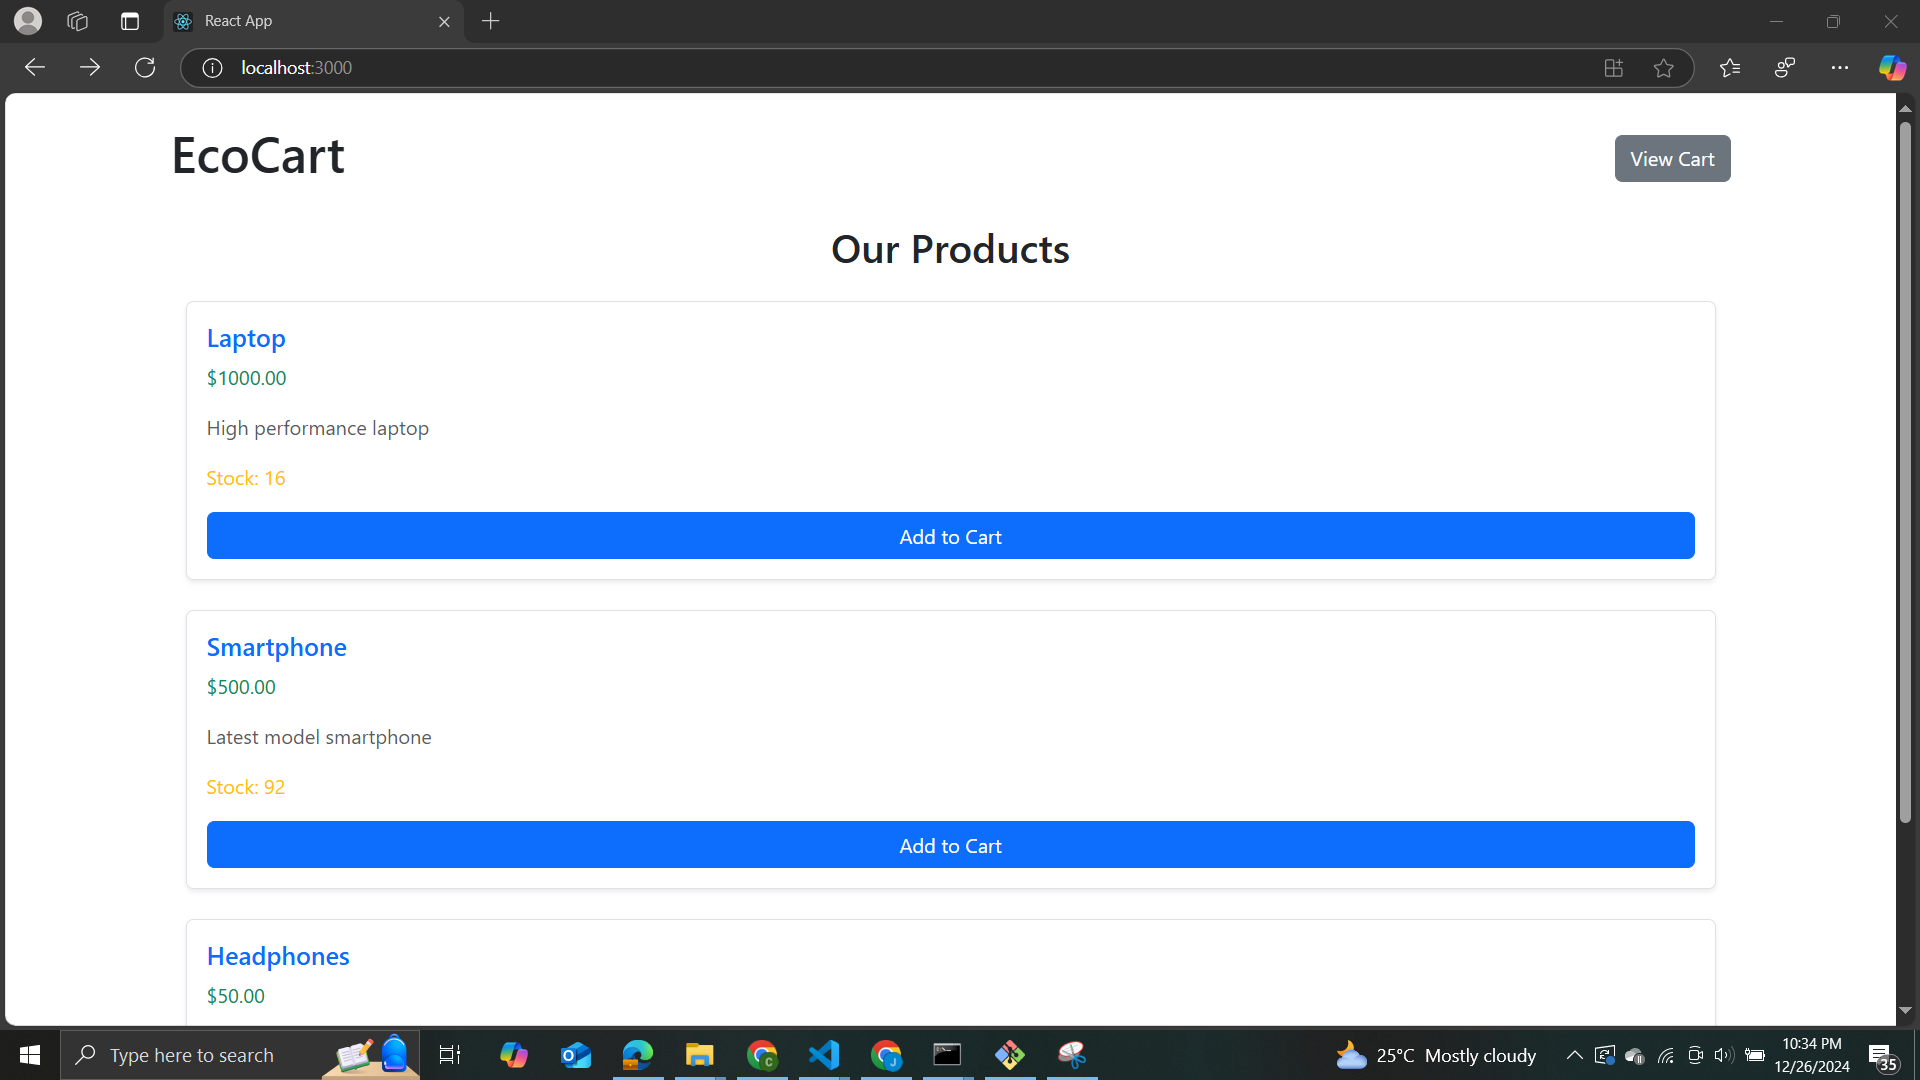 React App
localhost:3000
EcoCart
View Cart
Our Products
Laptop
$1000.00
High performance laptop
Stock: 16
Add to Cart
Smartphone
$500.00
Latest model smartphone
Stock: 92
Add to Cart
Headphones
$50.00
Type here to search
25°C Mostly cloudy
10:34 PM
12/26/2024
35